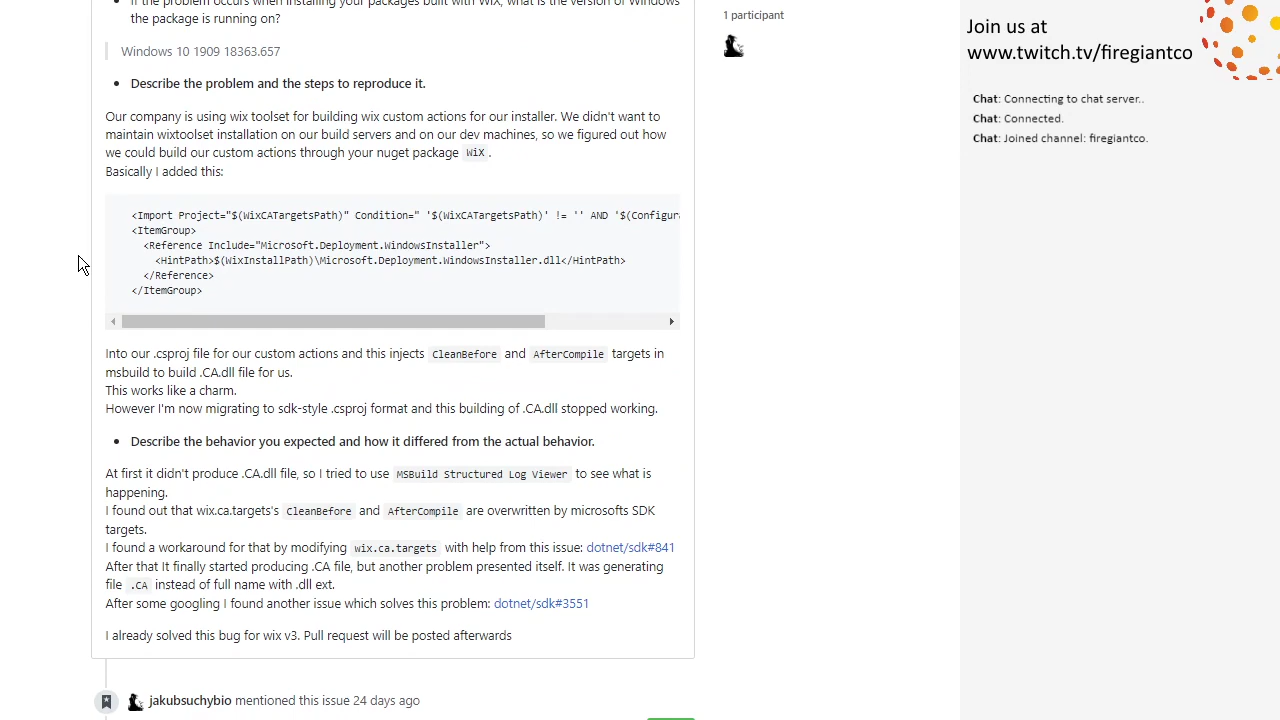 If the problem occurs when installing your packages built with WiX, what is the version of Windows
the package is running on?
Windows 10 1909 18363.657
• Describe the problem and the steps to reproduce it.
Our company is using wix toolset for building wix custom actions for our installer. We didn't want to
maintain wixtoolset installation on our build servers and on our dev machines, so we figured out how
we could build our custom actions through your nuget package WiX .
Basically I added this:
<Import Project="$(WixCATargetsPath)" Condition=" '$(WixCATargetsPath)' != '' AND '$(Configura
<ItemGroup>
<Reference Include="Microsoft.Deployment.WindowsInstaller">
<HintPath>$(WixInstallPath)\Microsoft.Deployment.WindowsInstaller.dll</HintPath>
</Reference>
</ItemGroup>
Into our .csproj file for our custom actions and this injects CleanBefore and AfterCompile targets in
msbuild to build .CA.dll file for us.
This works like a charm.
However I'm now migrating to sdk-style .csproj format and this building of .CA.dll stopped working.
• Describe the behavior you expected and how it differed from the actual behavior.
At first it didn't produce .CA.dll file, so I tried to use MSBuild Structured Log Viewer to see what is
happening.
I found out that wix.ca.targets's CleanBefore and AfterCompile are overwritten by microsofts SDK
targets.
I found a workaround for that by modifying wix.ca.targets with help from this issue: dotnet/sdk#841
After that It finally started producing .CA file, but another problem presented itself. It was generating
file .CA instead of full name with .dll ext.
After some googling I found another issue which solves this problem: dotnet/sdk#3551
I already solved this bug for wix v3. Pull request will be posted afterwards
jakubsuchybio mentioned this issue 24 days ago
1 participant
Join us at
www.twitch.tv/firegiantco
Chat: Connecting to chat server..
Chat: Connected.
Chat: Joined channel: firegiantco.